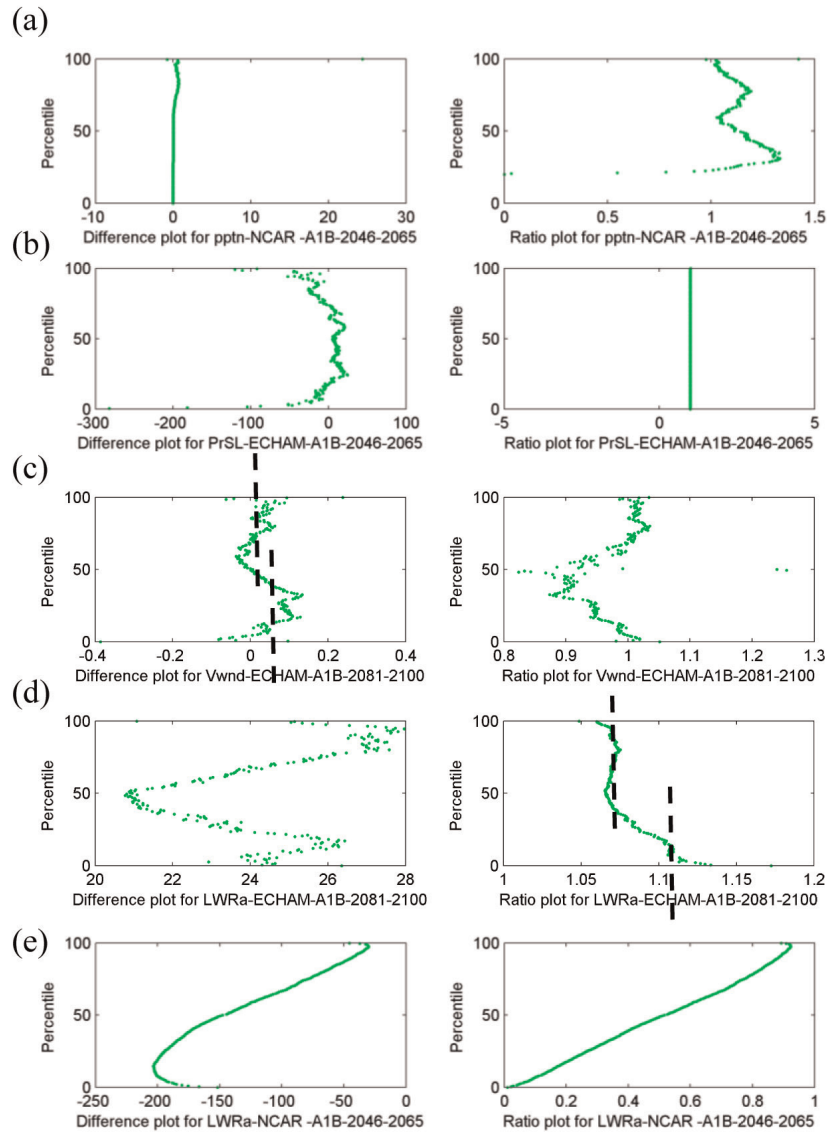 (a)
100
50
0
Percentile
-10 0 10 20 30
Difference plot for pptn-NCAR -A1B-2046-2065
100
50
0
Percentile
0 0.5 1 1.5
Ratio plot for pptn-NCAR -A1B-2046-2065
(b)
100
50
0
Percentile
-300 -200 -100 0 100
Difference plot for PrSL-ECHAM-A1B-2046-2065
100
50
0
Percentile
-5 0 5
Ratio plot for PrSL-ECHAM-A1B-2046-2065
(c)
100
50
0
Percentile
-0.4 -0.2 0 0.2 0.4
Difference plot for Vwnd-ECHAM-A1B-2081-2100
100
50
0
Percentile
0.8 0.9 1 1.1 1.2 1.3
Ratio plot for Vwnd-ECHAM-A1B-2081-2100
(d)
100
50
0
Percentile
20 22 24 26 28
Difference plot for LWRa-ECHAM-A1B-2081-2100
100
50
0
Percentile
1 1.05 1.1 1.15 1.2
Ratio plot for LWRa-ECHAM-A1B-2081-2100
(e)
100
50
0
Percentile
-250 -200 -150 -100 -50 0
Difference plot for LWRa-NCAR -A1B-2046-2065
100
50
0
Percentile
0 0.2 0.4 0.6 0.8 1
Ratio plot for LWRa-NCAR -A1B-2046-2065